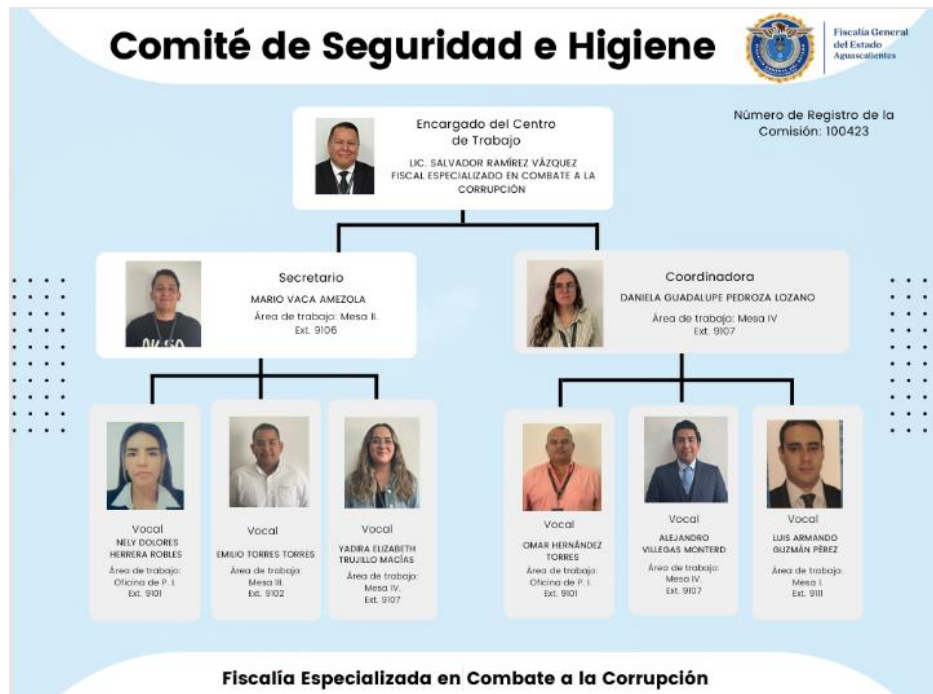 Comité de Seguridad e Higiene
Fiscalía General
del Estado
Aguascalientes
Número de Registro de la
Comisión: 100423
Encargado del Centro
de Trabajo
LIC. SALVADOR RAMÍREZ VÁZQUEZ
FISCAL ESPECIALIZADO EN COMBATE A LA
CORRUPCIÓN
Secretario
MARIO VACA AMEZOLA
Área de trabajo: Mesa II.
Ext. 9106
Coordinadora
DANIELA GUADALUPE PEDROZA LOZANO
Área de trabajo: Mesa IV
Ext. 9107
Vocal
NELY DOLORES
HERRERA ROBLES
Área de trabajo:
Oficina de P. I.
Ext. 9101
Vocal
EMILIO TORRES TORRES
Área de trabajo:
Mesa III.
Ext. 9102
Vocal
YADIRA ELIZABETH
TRUJILLO MACÍAS
Área de trabajo:
Mesa IV.
Ext. 9107
Vocal
OMAR HERNÁNDEZ
TORRES
Área de trabajo:
Oficina de P. I.
Ext. 9101
Vocal
ALEJANDRO
VILLEGAS MONTERD
Área de trabajo:
Mesa IV.
Ext. 9107
Vocal
LUIS ARMANDO
GUZMÁN PÉREZ
Área de trabajo:
Mesa I.
Ext. 9111
Fiscalía Especializada en Combate a la Corrupción